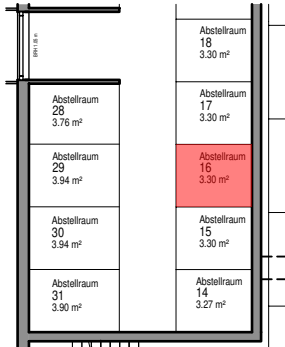 Abstellraum
18
3.30 m²
Abstellraum
28
3.76 m²
Abstellraum
17
3.30 m²
Abstellraum
29
3.94 m²
Abstellraum
16
3.30 m²
Abstellraum
30
3.94 m²
Abstellraum
15
3.30 m²
Abstellraum
31
3.90 m²
Abstellraum
14
3.27 m²